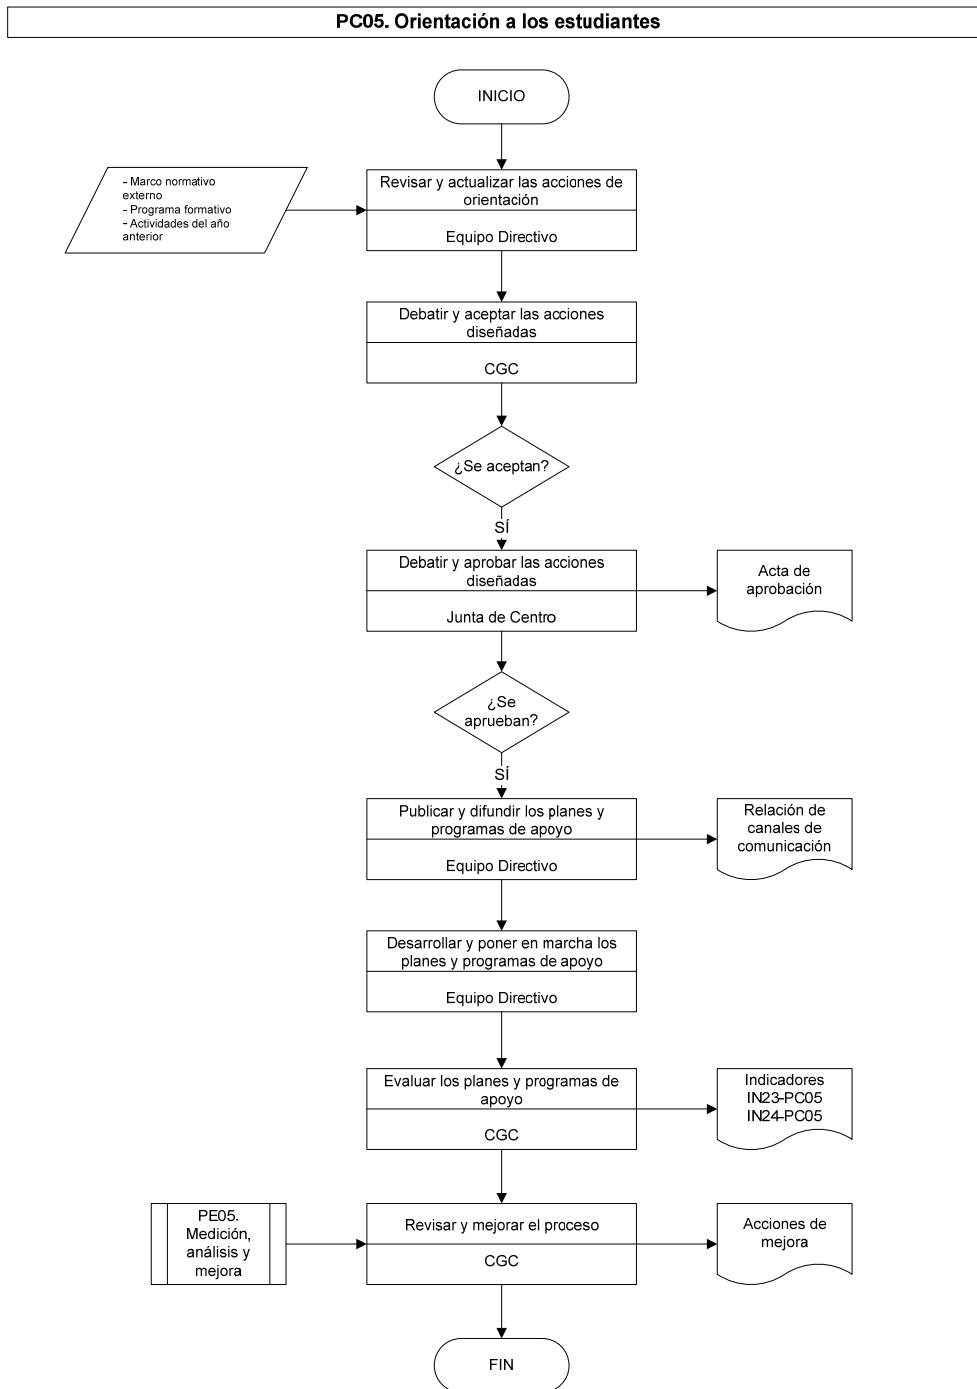 PC05. Orientación a los estudiantes
INICIO
- Marco normativo
externo
- Programa formativo
- Actividades del año
anterior
Revisar y actualizar las acciones de
orientación
Equipo Directivo
Debatir y aceptar las acciones
diseñadas
CGC
¿Se aceptan?
SÍ
Debatir y aprobar las acciones
diseñadas
Junta de Centro
Acta de
aprobación
¿Se
aprueban?
SÍ
Publicar y difundir los planes y
programas de apoyo
Equipo Directivo
Relación de
canales de
comunicación
Desarrollar y poner en marcha los
planes y programas de apoyo
Equipo Directivo
Evaluar los planes y programas de
apoyo
CGC
Indicadores
IN23-PC05
IN24-PC05
PE05.
Medición,
análisis y
mejora
Revisar y mejorar el proceso
CGC
Acciones de
mejora
FIN